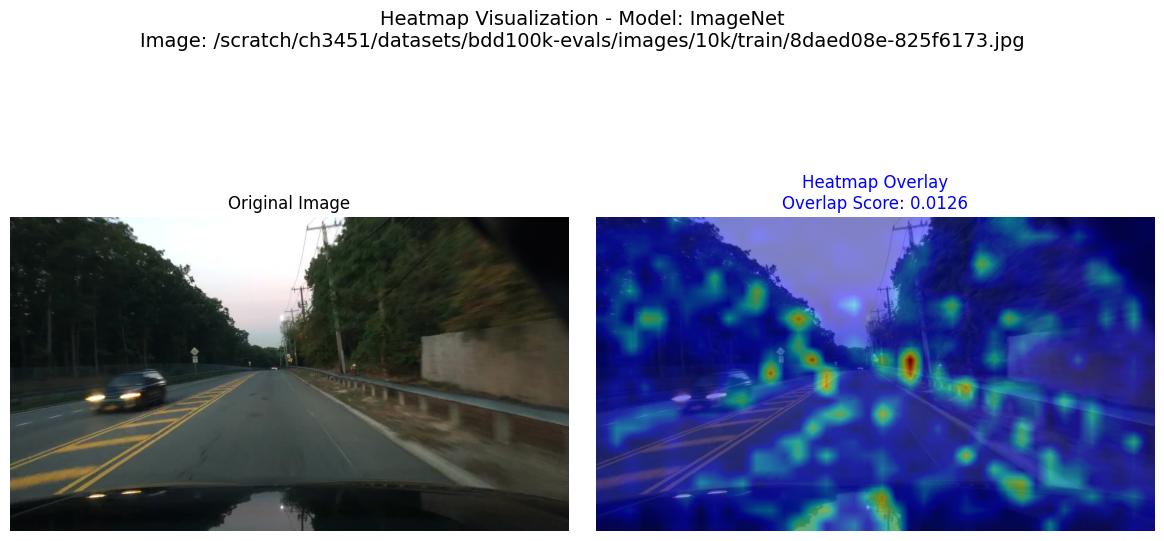 Heatmap Visualization - Model: ImageNet
Image: /scratch/ch3451/datasets/bdd100k-evals/images/10k/train/8daed08e-825f6173.jpg
Original Image
Heatmap Overlay
Overlap Score: 0.0126